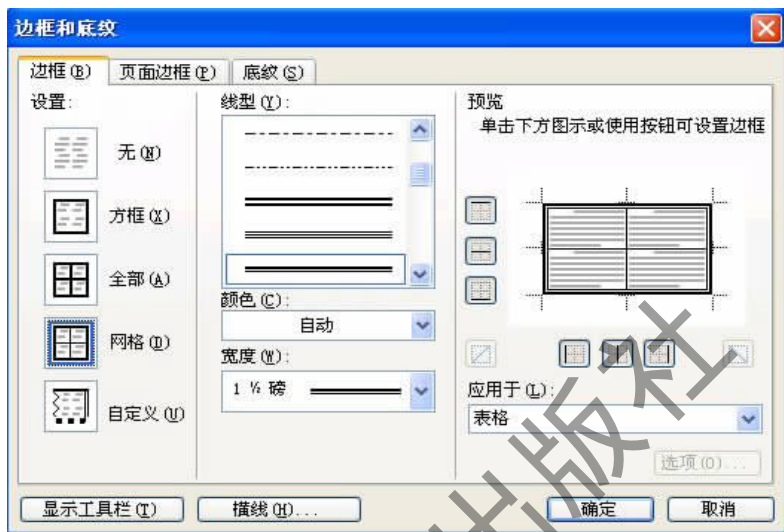 边框和底纹
边框(B) 页面边框(P) 底纹(S)
设置:
无(N)
方框(X)
全部(A)
网格(D)
自定义(U)
线型(Y):
颜色(C):
自动
宽度(W):
1 ½ 磅
预览
单击下方图示或使用按钮可设置边框
应用于(L):
表格
选项(O)...
显示工具栏(T) 横线(H)... 确定 取消
出版社